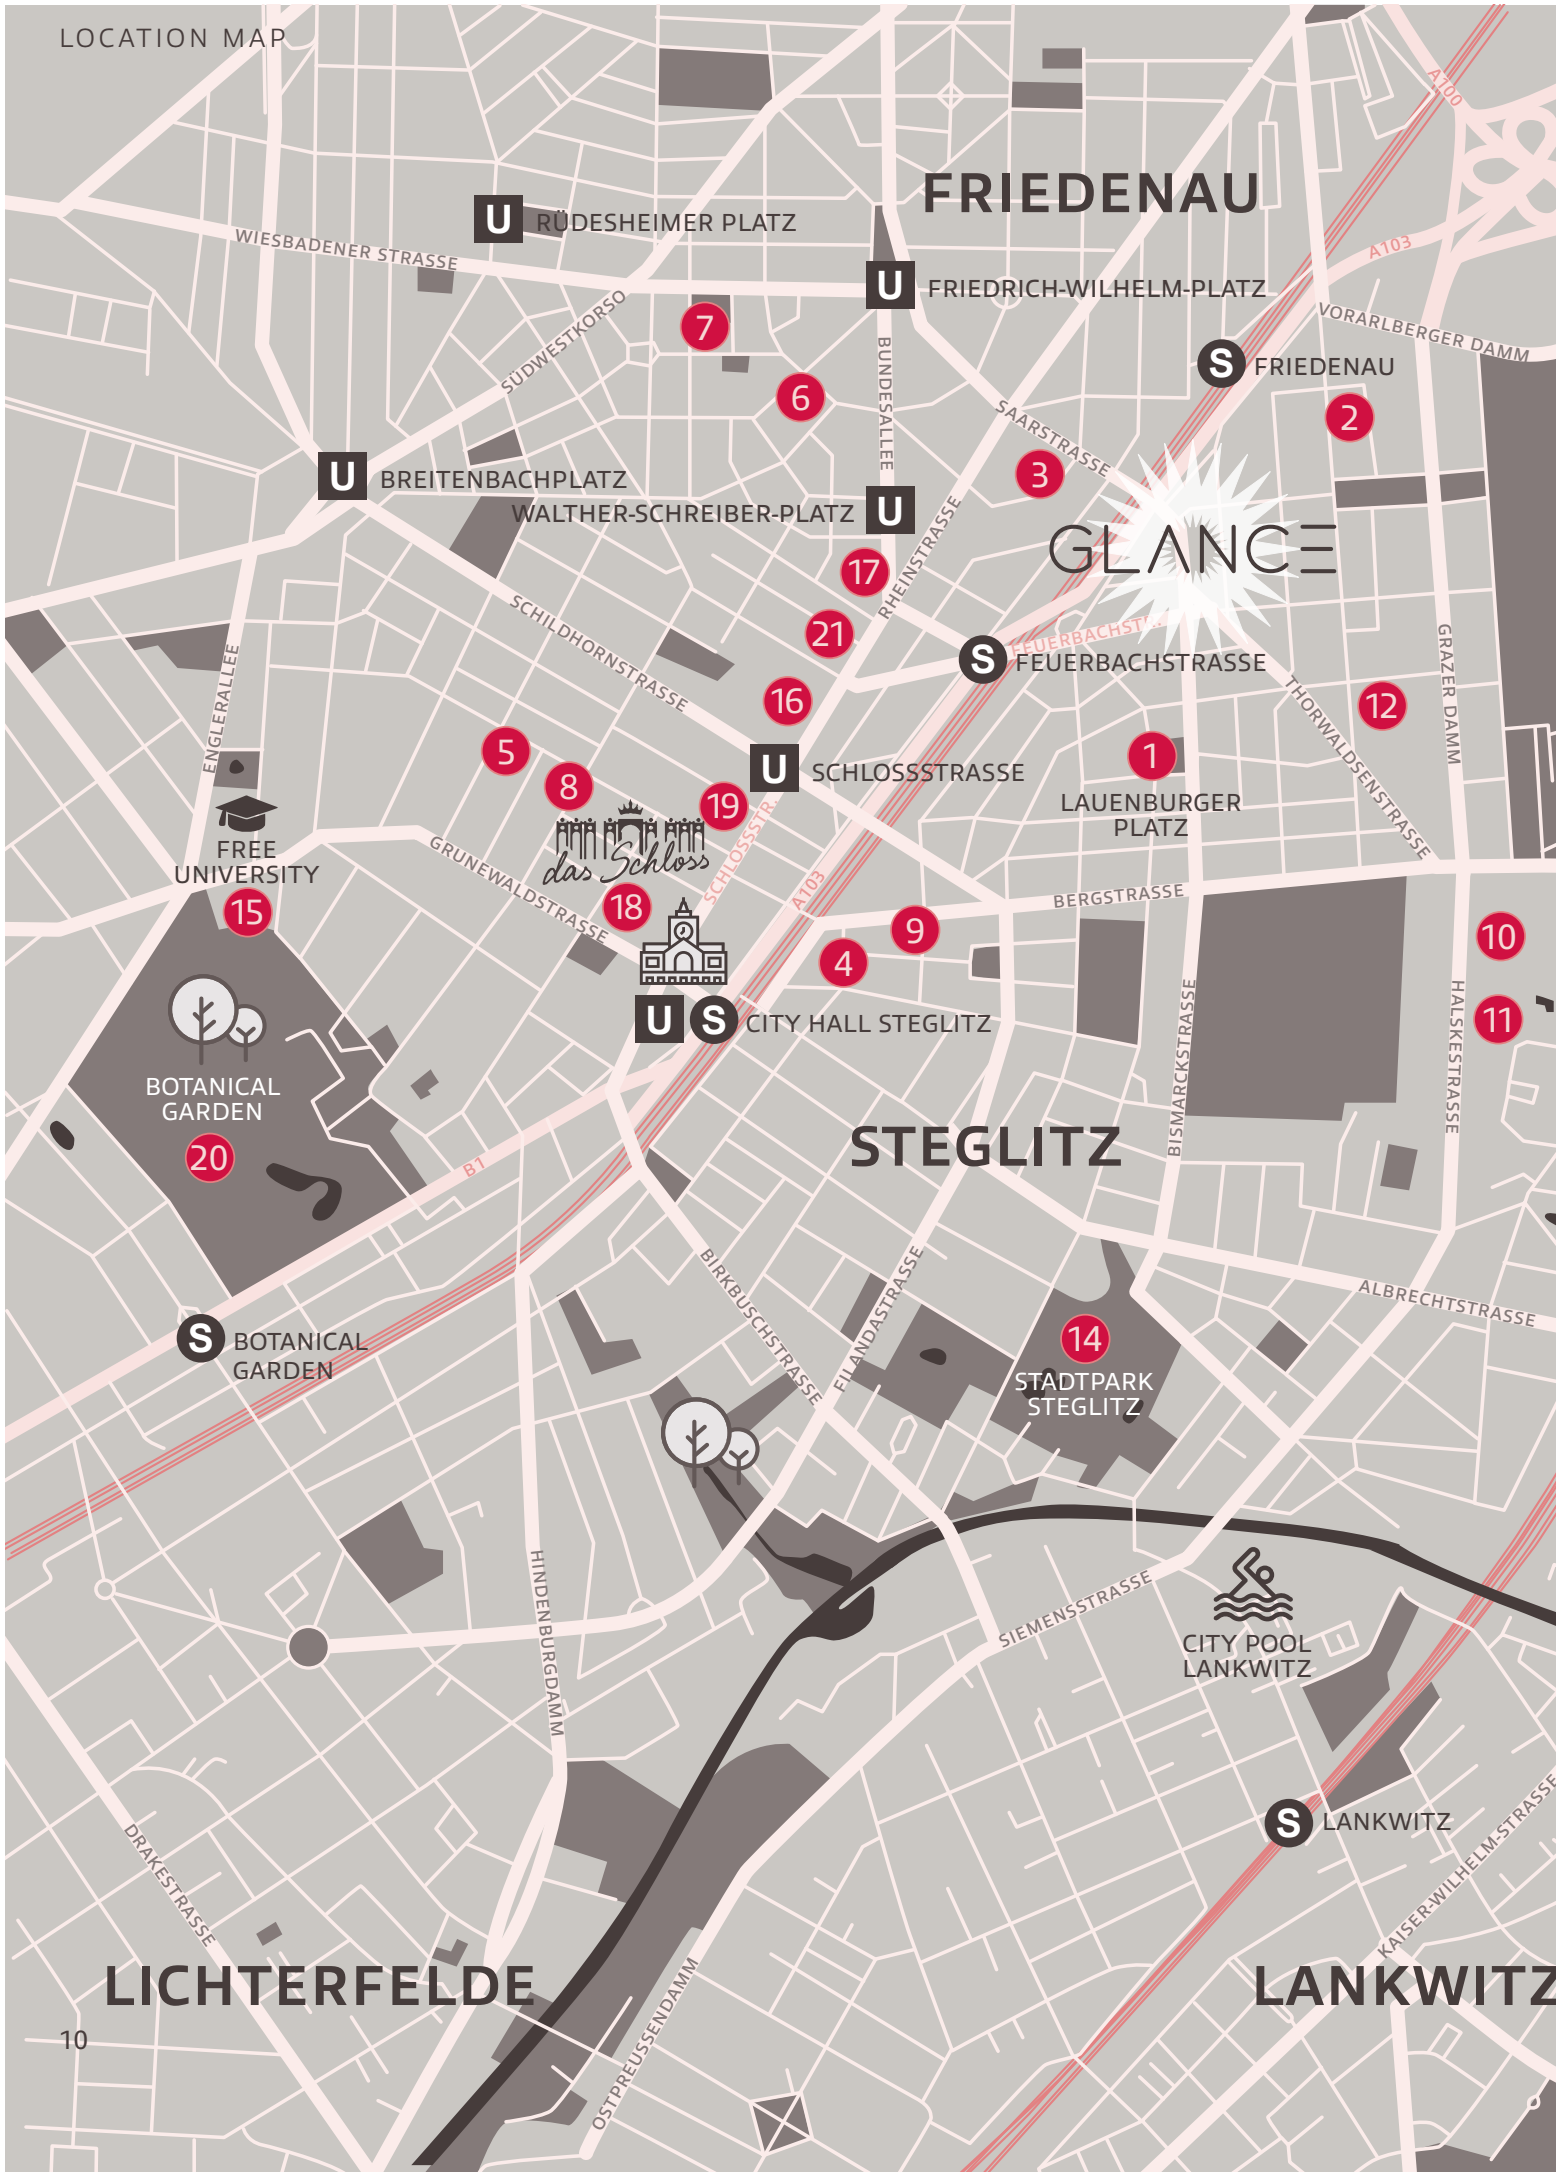 LOCATION MAP
A100
FRIEDENAU
U RÜDESHEIMER PLATZ
WIESBADENER STRASSE
A103
U FRIEDRICH-WILHELM-PLATZ
SÜDWESTKORSO
7
VORARLBERGER DAMM
BUNDESALLEE
S FRIEDENAU
6
2
SAARSTRASSE
3
U BREITENBACHPLATZ
WALTHER-SCHREIBER-PLATZ U
RHEINSTRASSE
GLANCE
17
SCHILDHORNSTRASSE
21
FEUERBACHSTR.
S FEUERBACHSTRASSE
GRAZER DAMM
ENGLERALLEE
16
THORWALDSENSTRASSE
12
5
8
19
U SCHLOSSSTRASSE
1
LAUENBURGER
PLATZ
SCHLOSSSTR.
das Schloss
FREE
UNIVERSITY
15
GRUNEWALDSTRASSE
18
A103
BERGSTRASSE
9
4
10
11
U S CITY HALL STEGLITZ
BISMARCKSTRASSE
HALSKESTRASSE
BOTANICAL
GARDEN
20
B1
STEGLITZ
BIRKBUSCHSTRASSE
FILANDASTRASSE
ALBRECHTSTRASSE
14
STADTPARK
STEGLITZ
S BOTANICAL
GARDEN
HINDENBURGDAMM
SIEMENSSTRASSE
CITY POOL
LANKWITZ
S LANKWITZ
KAISER-WILHELM-STRASSE
DRAKESTRASSE
LICHTERFELDE
LANKWITZ
OSTPREUSSENDAMM
10